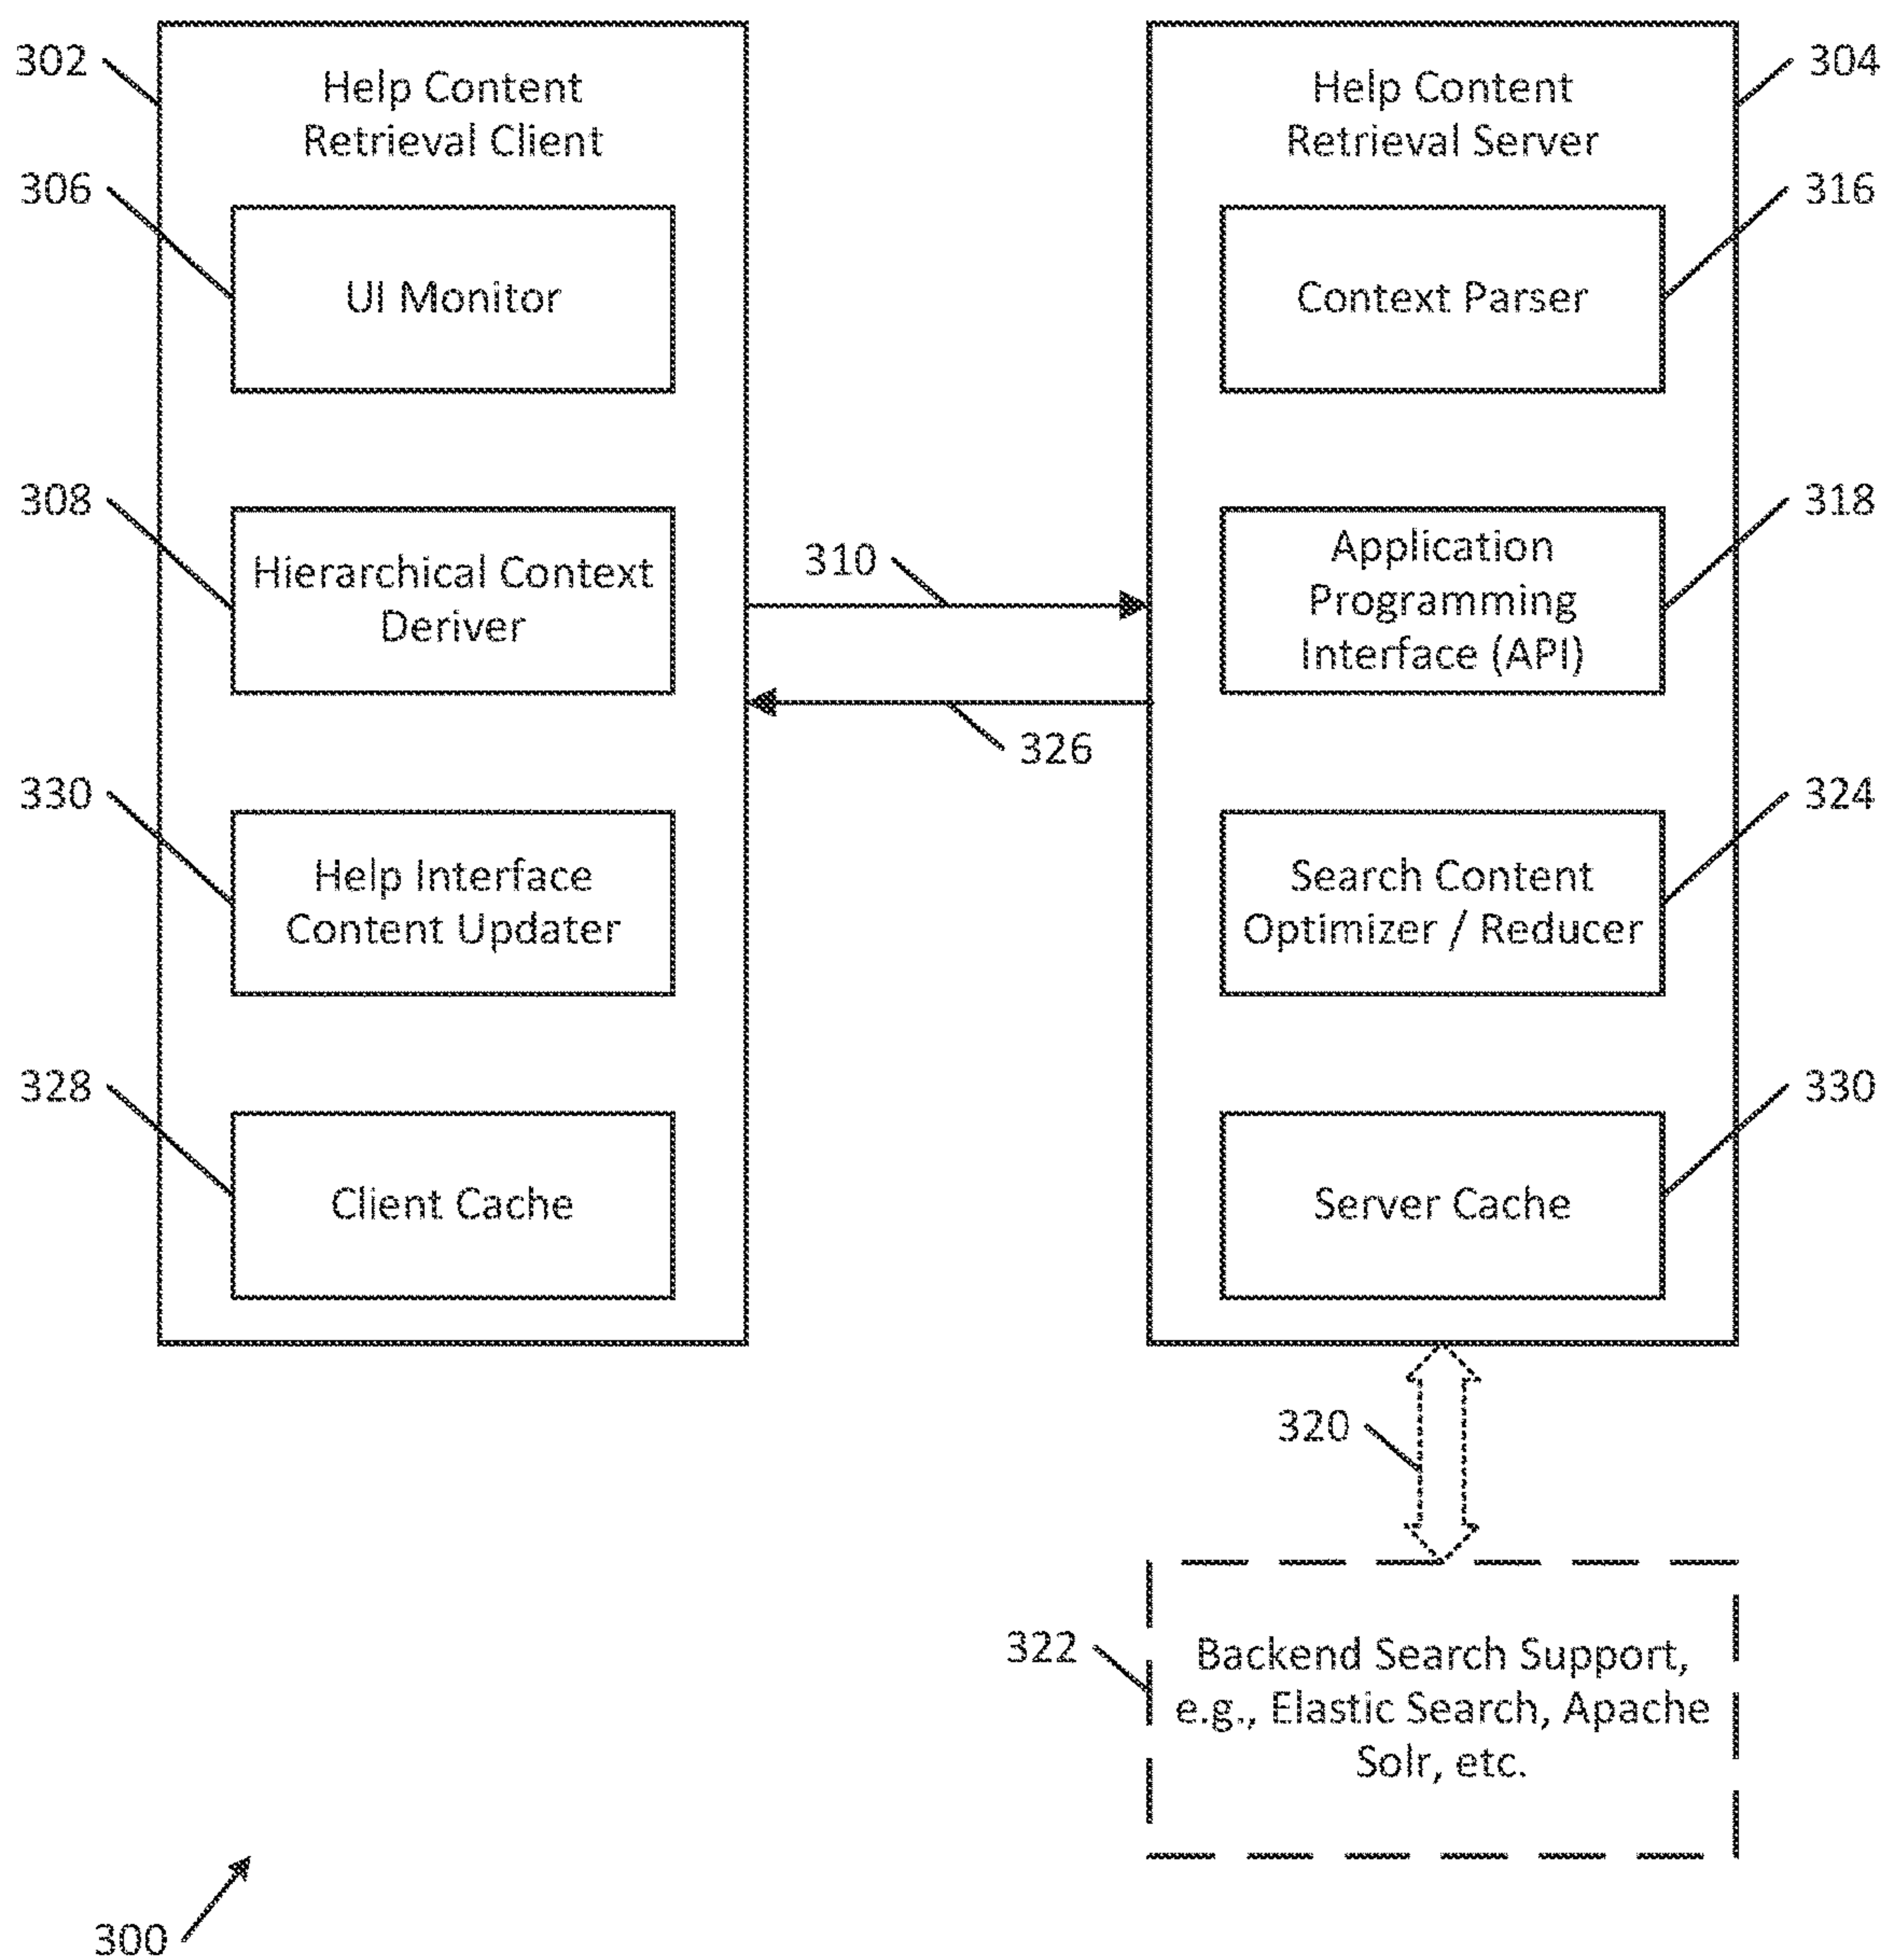 302
Help Content
Retrieval Client
306
UI Monitor
308
Hierarchical Context
Deriver
330
Help Interface
Content Updater
328
Client Cache
310
326
304
Help Content
Retrieval Server
316
Context Parser
318
Application
Programming
Interface (API)
324
Search Content
Optimizer / Reducer
330
Server Cache
320
322
Backend Search Support,
e.g., Elastic Search, Apache
Solr, etc.
300